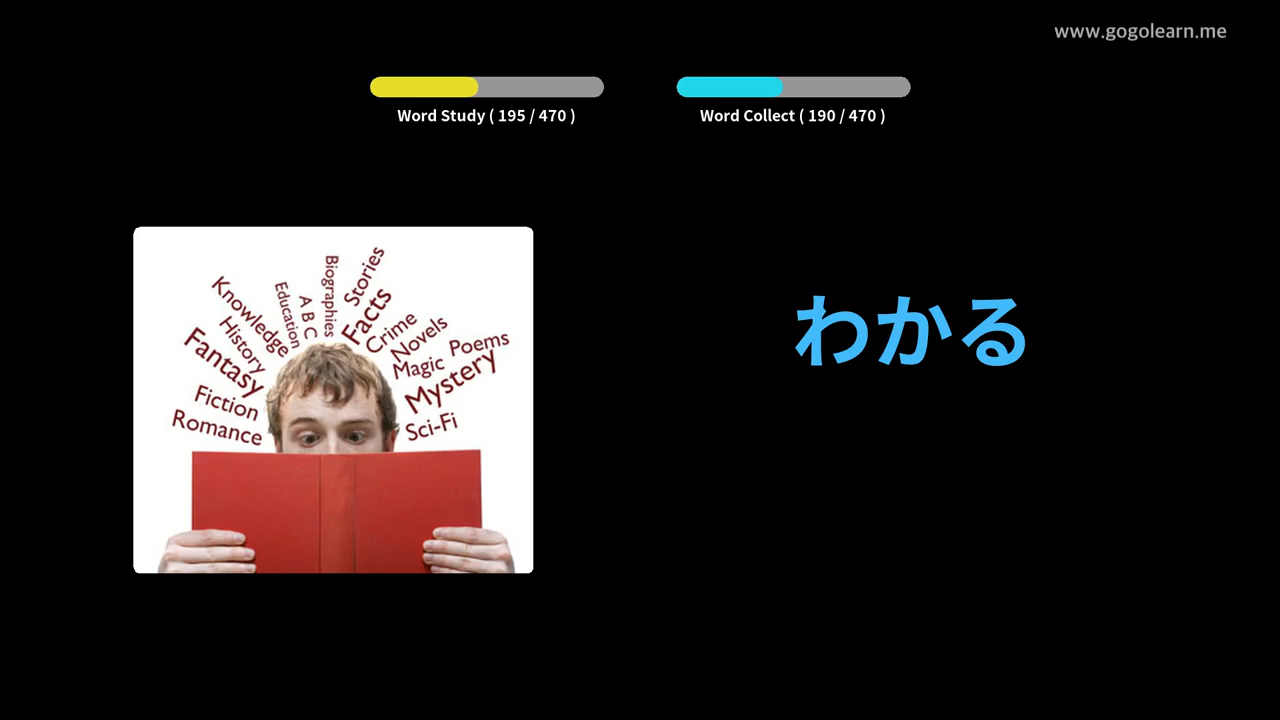 www.gogolearn.me
Word Study ( 195 / 470 )
Word Collect ( 190 / 470 )
わかる
Romance
Fiction
Fantasy
History
Knowledge
Education
A B C
Biographies
Stories
Facts
Crime
Novels
Magic
Poems
Mystery
Sci-Fi